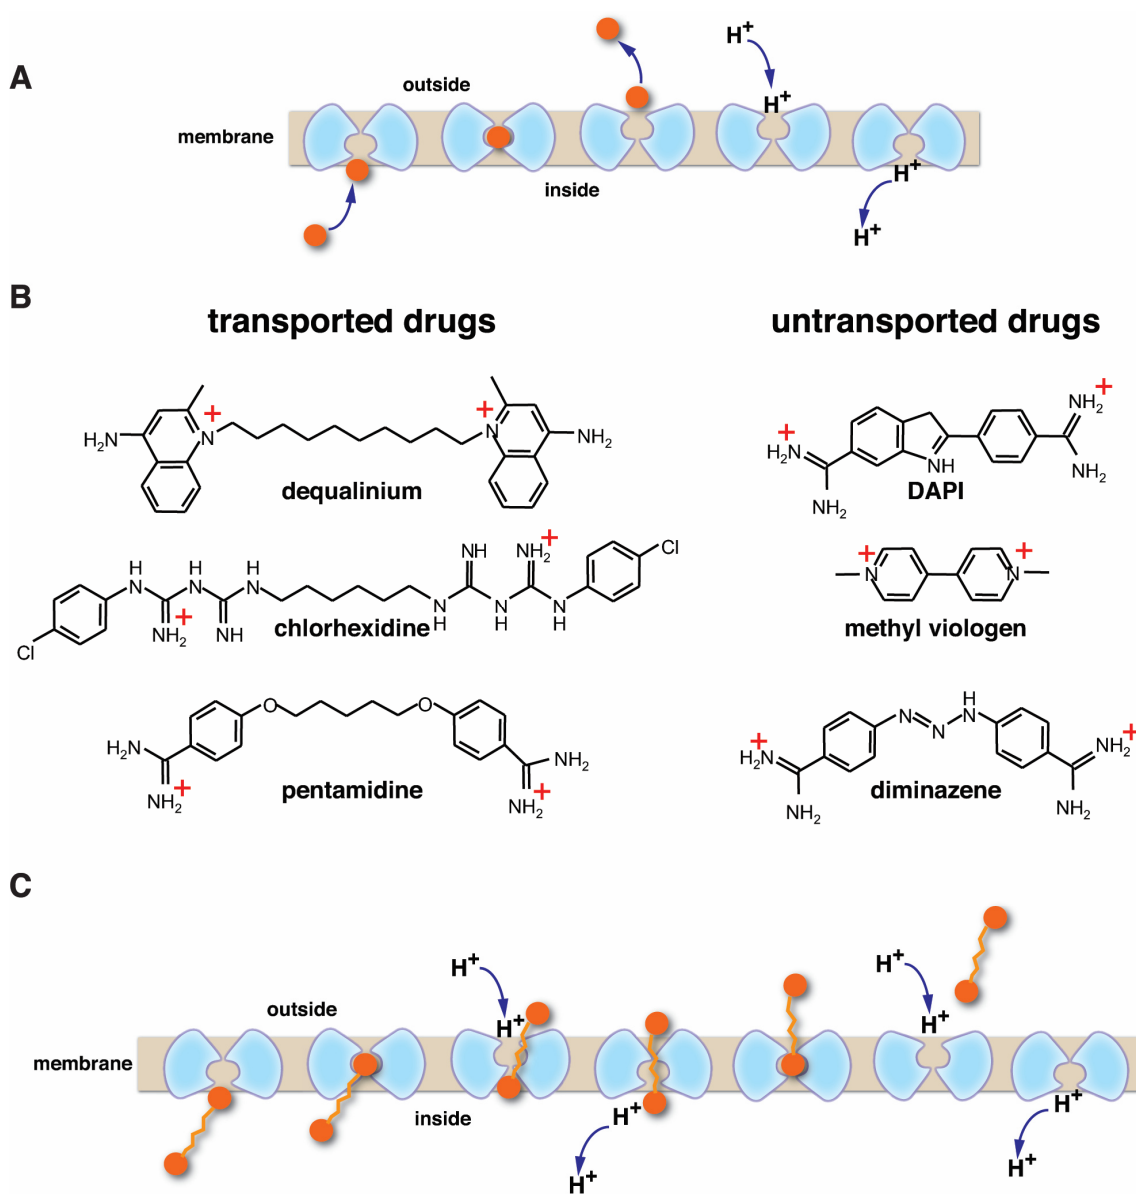 A
H⁺
outside
H⁺
membrane
H⁺
inside
H⁺
B
transported drugs
untransported drugs
+
+
+
+
NH₂
H₂N
N
N
NH₂
H₂N
NH
NH₂
dequalinium
DAPI
NH₂
NH
NH₂
+
Cl
H
H
H
+
+
N
N
N
N
N
N
N
N
H
N
H
H
+
NH₂
NH
chlorhexidine
methyl viologen
Cl
O
O
H
N
N
N
+
+
H₂N
NH₂
H₂N
NH₂
+
+
NH₂
NH₂
pentamidine
diminazene
NH₂
NH₂
C
H⁺
H⁺
outside
H⁺
H⁺
membrane
inside
H⁺
H⁺
H⁺
H⁺